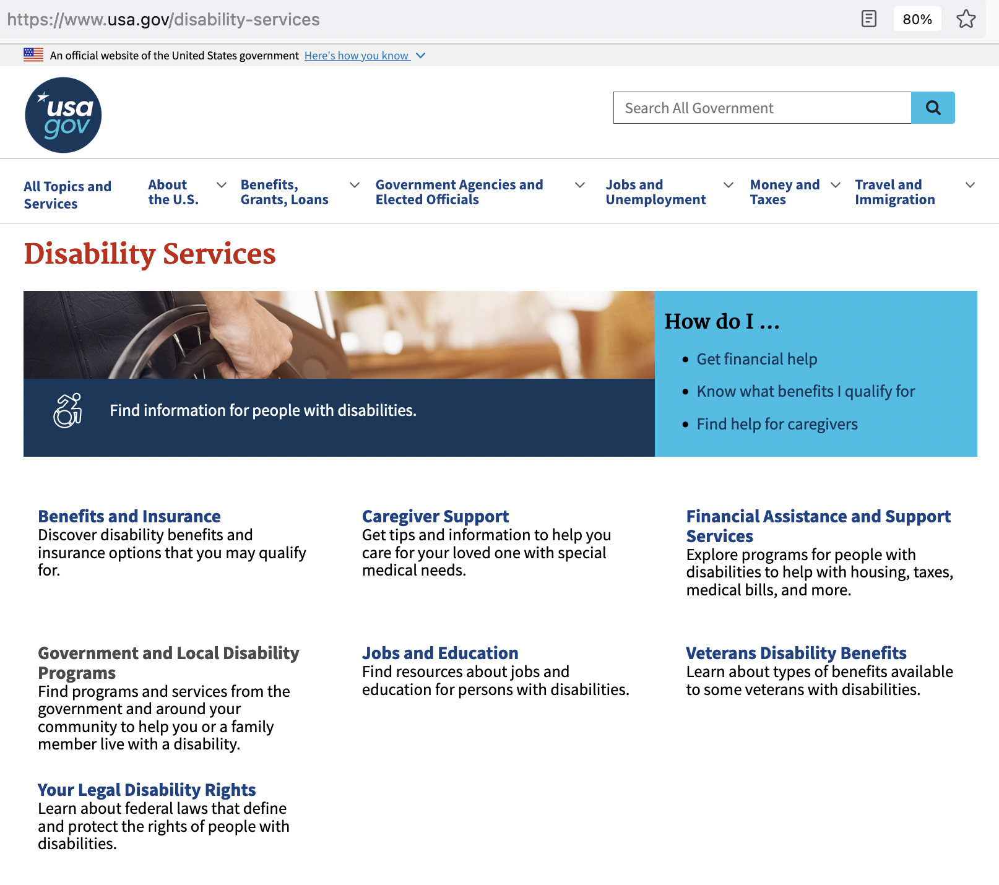 https://www.usa.gov/disability-services
80%
An official website of the United States government Here's how you know
usa
gov
Search All Government
All Topics and
Services
About
the U.S.
Benefits,
Grants, Loans
Government Agencies and
Elected Officials
Jobs and
Unemployment
Money and
Taxes
Travel and
Immigration
Disability Services
Find information for people with disabilities.
How do I ...
Get financial help
Know what benefits I qualify for
Find help for caregivers
Benefits and Insurance
Discover disability benefits and
insurance options that you may qualify
for.
Caregiver Support
Get tips and information to help you
care for your loved one with special
medical needs.
Financial Assistance and Support
Services
Explore programs for people with
disabilities to help with housing, taxes,
medical bills, and more.
Government and Local Disability
Programs
Find programs and services from the
government and around your
community to help you or a family
member live with a disability.
Jobs and Education
Find resources about jobs and
education for persons with disabilities.
Veterans Disability Benefits
Learn about types of benefits available
to some veterans with disabilities.
Your Legal Disability Rights
Learn about federal laws that define
and protect the rights of people with
disabilities.